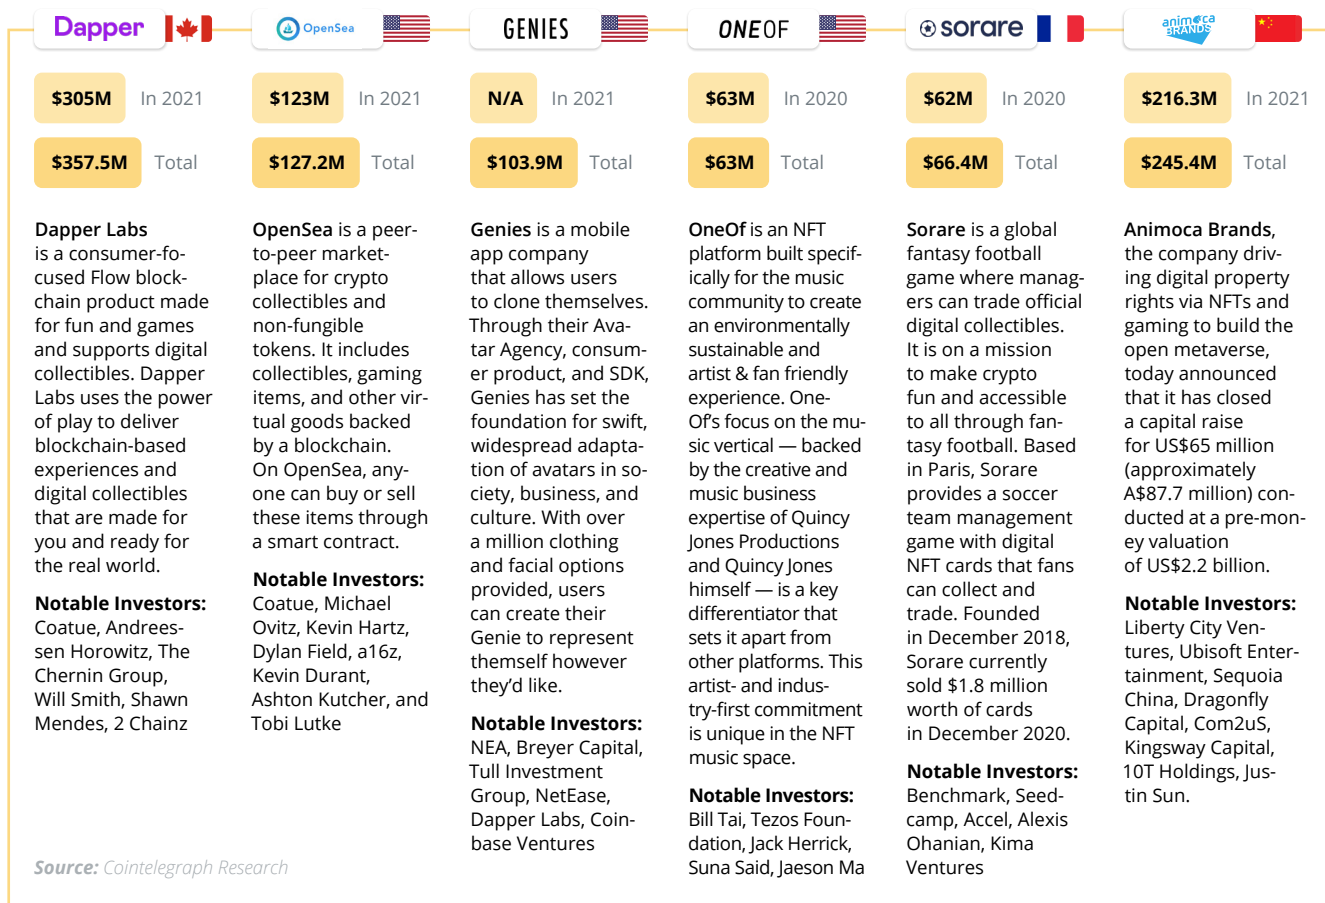 Dapper
$305M In 2021
$357.5M Total
Dapper Labs
is a consumer-fo-
cused Flow block-
chain product made
for fun and games
and supports digital
collectibles. Dapper
Labs uses the power
of play to deliver
blockchain-based
experiences and
digital collectibles
that are made for
you and ready for
the real world.
Notable Investors:
Coatue, Andrees-
sen Horowitz, The
Chernin Group,
Will Smith, Shawn
Mendes, 2 Chainz
OpenSea
$123M In 2021
$127.2M Total
OpenSea is a peer-
to-peer market-
place for crypto
collectibles and
non-fungible
tokens. It includes
collectibles, gaming
items, and other vir-
tual goods backed
by a blockchain.
On OpenSea, any-
one can buy or sell
these items through
a smart contract.
Notable Investors:
Coatue, Michael
Ovitz, Kevin Hartz,
Dylan Field, a16z,
Kevin Durant,
Ashton Kutcher, and
Tobi Lutke
GENIES
N/A In 2021
$103.9M Total
Genies is a mobile
app company
that allows users
to clone themselves.
Through their Ava-
tar Agency, consum-
er product, and SDK,
Genies has set the
foundation for swift,
widespread adapta-
tion of avatars in so-
ciety, business, and
culture. With over
a million clothing
and facial options
provided, users
can create their
Genie to represent
themself however
they'd like.
Notable Investors:
NEA, Breyer Capital,
Tull Investment
Group, NetEase,
Dapper Labs, Coin-
base Ventures
ONEOF
$63M In 2020
$63M Total
OneOf is an NFT
platform built specif-
ically for the music
community to create
an environmentally
sustainable and
artist & fan friendly
experience. One-
Of's focus on the mu-
sic vertical — backed
by the creative and
music business
expertise of Quincy
Jones Productions
and Quincy Jones
himself — is a key
differentiator that
sets it apart from
other platforms. This
artist- and indus-
try-first commitment
is unique in the NFT
music space.
Notable Investors:
Bill Tai, Tezos Foun-
dation, Jack Herrick,
Suna Said, Jaeson Ma
sorare
$62M In 2020
$66.4M Total
Sorare is a global
fantasy football
game where manag-
ers can trade official
digital collectibles.
It is on a mission
to make crypto
fun and accessible
to all through fan-
tasy football. Based
in Paris, Sorare
provides a soccer
team management
game with digital
NFT cards that fans
can collect and
trade. Founded
in December 2018,
Sorare currently
sold $1.8 million
worth of cards
in December 2020.
Notable Investors:
Benchmark, Seed-
camp, Accel, Alexis
Ohanian, Kima
Ventures
animoca
BRANDS
$216.3M In 2021
$245.4M Total
Animoca Brands,
the company driv-
ing digital property
rights via NFTs and
gaming to build the
open metaverse,
today announced
that it has closed
a capital raise
for US$65 million
(approximately
A$87.7 million) con-
ducted at a pre-mon-
ey valuation
of US$2.2 billion.
Notable Investors:
Liberty City Ven-
tures, Ubisoft Enter-
tainment, Sequoia
China, Dragonfly
Capital, Com2uS,
Kingsway Capital,
10T Holdings, Jus-
tin Sun.
Source: Cointelegraph Research